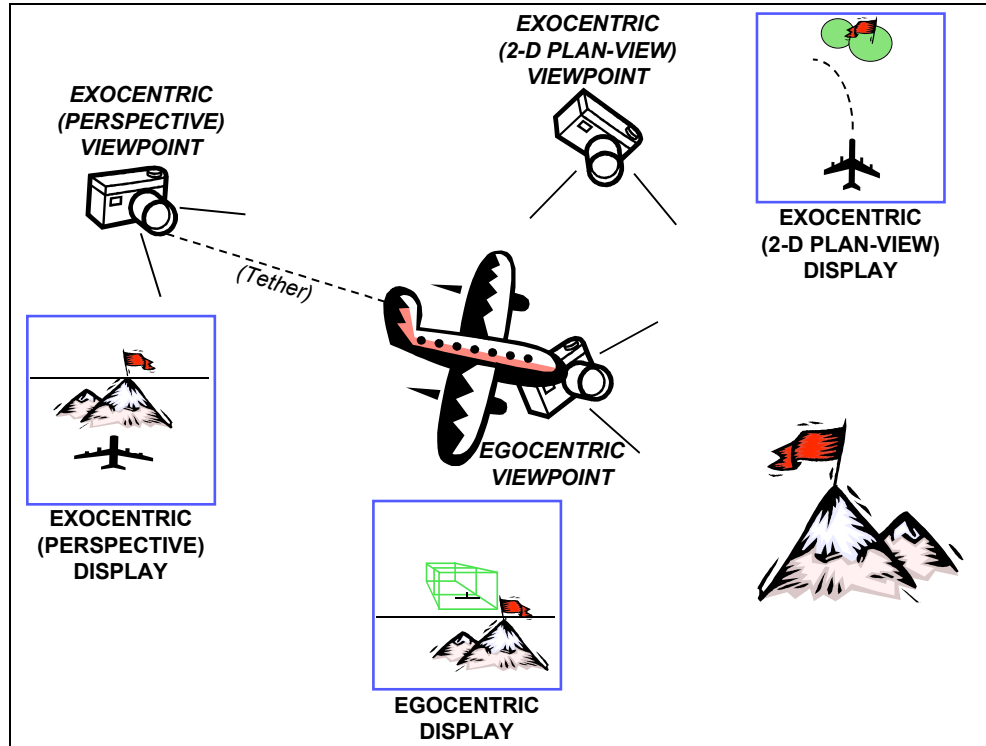 EXOCENTRIC
(PERSPECTIVE)
VIEWPOINT
EXOCENTRIC
(2-D PLAN-VIEW)
VIEWPOINT
EXOCENTRIC
(2-D PLAN-VIEW)
DISPLAY
(Tether)
EGOCENTRIC
VIEWPOINT
EXOCENTRIC
(PERSPECTIVE)
DISPLAY
EGOCENTRIC
DISPLAY